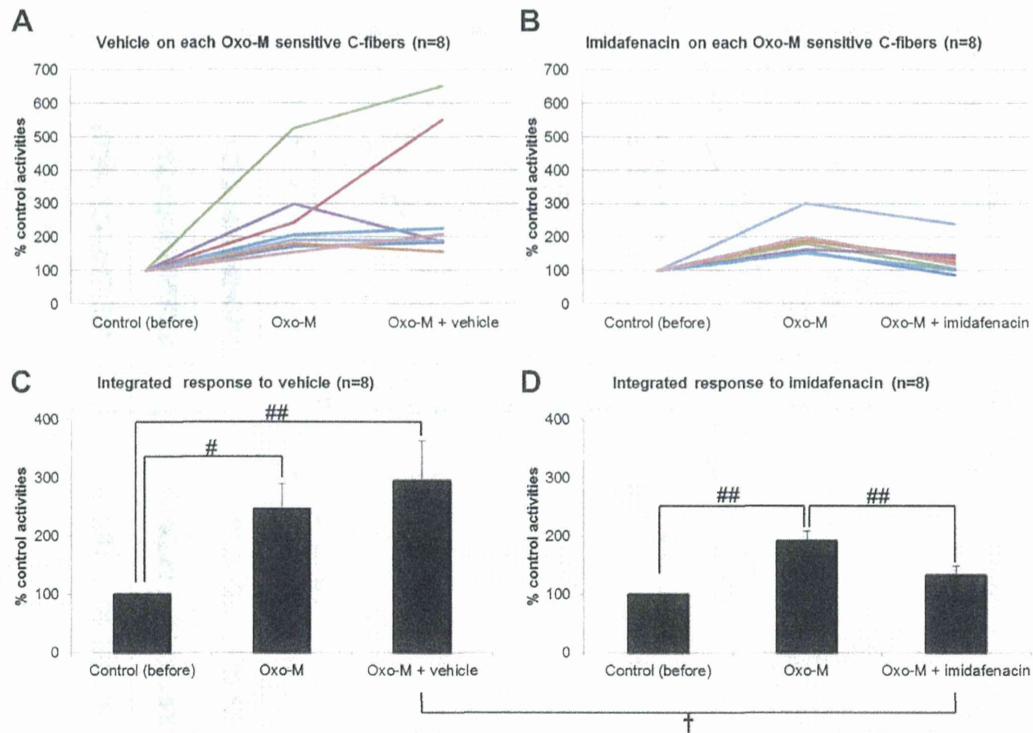 A
Vehicle on each Oxo-M sensitive C-fibers (n=8)
700
600
500
400
300
200
100
0
% control activities
Control (before)
Oxo-M
Oxo-M + vehicle
B
Imidafenacin on each Oxo-M sensitive C-fibers (n=8)
700
600
500
400
300
200
100
0
% control activities
Control (before)
Oxo-M
Oxo-M + imidafenacin
C
Integrated response to vehicle (n=8)
400
300
200
100
0
% control activities
##
#
Control (before)
Oxo-M
Oxo-M + vehicle
D
Integrated response to imidafenacin (n=8)
400
300
200
100
0
% control activities
##
##
Control (before)
Oxo-M
Oxo-M + imidafenacin
†